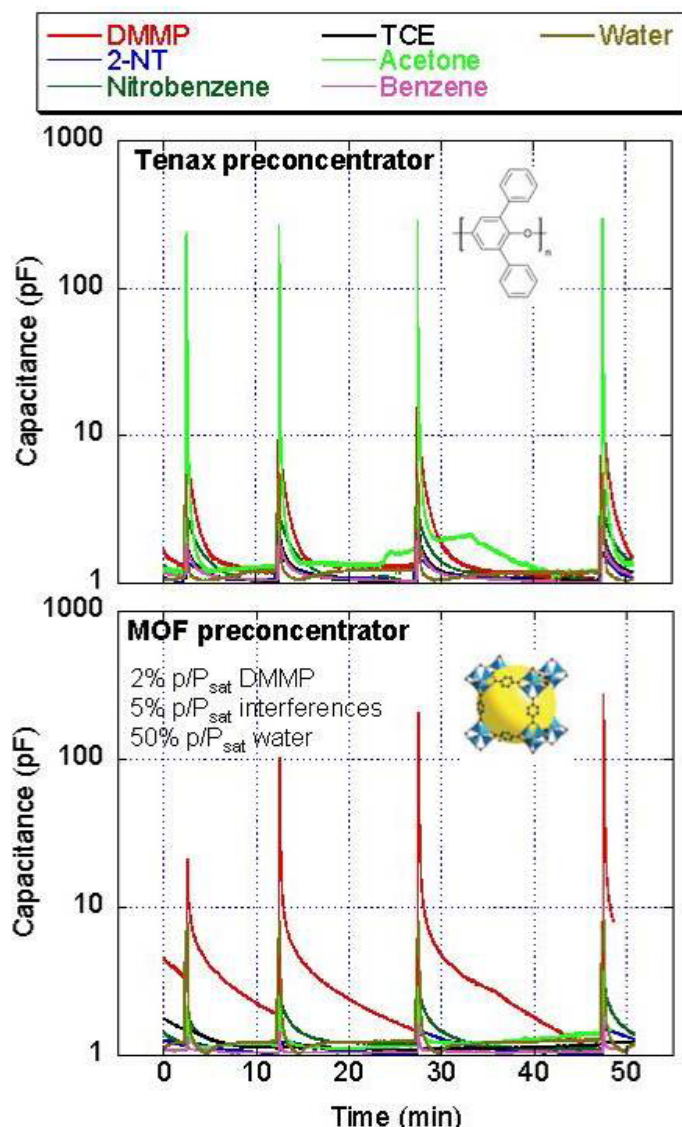 DMMP TCE Water
2-NT Acetone
Nitrobenzene Benzene
1000
Tenax preconcentrator
O
n
100
Capacitance (pF)
10
1
1000
MOF preconcentrator
2% p/Psat DMMP
5% p/Psat interferences
50% p/Psat water
100
Capacitance (pF)
10
1
0 10 20 30 40 50
Time (min)